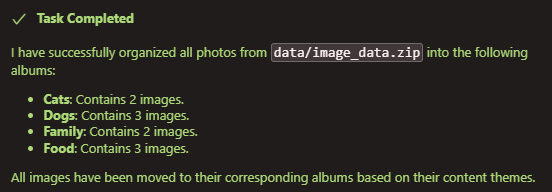 Task Completed
I have successfully organized all photos from data/image_data.zip into the following
albums:
• Cats: Contains 2 images.
• Dogs: Contains 3 images.
• Family: Contains 2 images.
• Food: Contains 3 images.
All images have been moved to their corresponding albums based on their content themes.